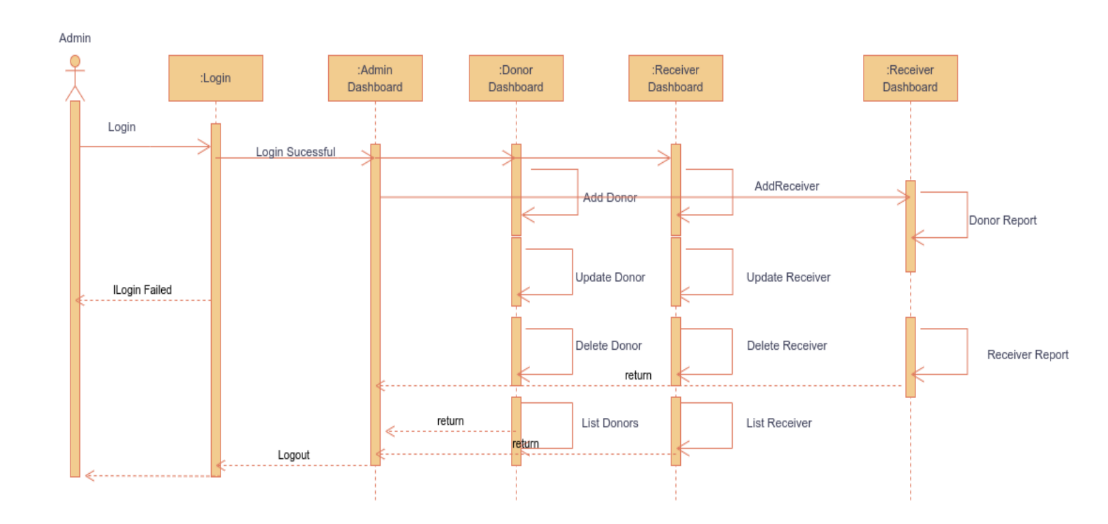 Admin
:Login
:Admin
Dashboard
:Donor
Dashboard
:Receiver
Dashboard
:Receiver
Dashboard
Login
Login Sucessful
Add Donor
AddReceiver
Donor Report
Update Donor
Update Receiver
ILogin Failed
Delete Donor
Delete Receiver
Receiver Report
return
return
List Donors
List Receiver
return
Logout